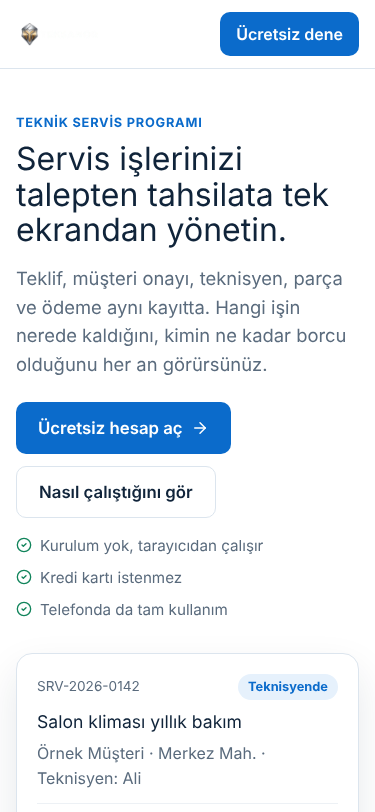 Ücretsiz dene
TEKNİK SERVİS PROGRAMI
Servis işlerinizi
talepten tahsilata tek
ekrandan yönetin.
Teklif, müşteri onayı, teknisyen, parça
ve ödeme aynı kayıtta. Hangi işin
nerede kaldığını, kimin ne kadar borcu
olduğunu her an görürsünüz.
Ücretsiz hesap aç →
Nasıl çalıştığını gör
Kurulum yok, tarayıcıdan çalışır
Kredi kartı istenmez
Telefonda da tam kullanım
SRV-2026-0142
Teknisyende
Salon kliması yıllık bakım
Örnek Müşteri · Merkez Mah. ·
Teknisyen: Ali